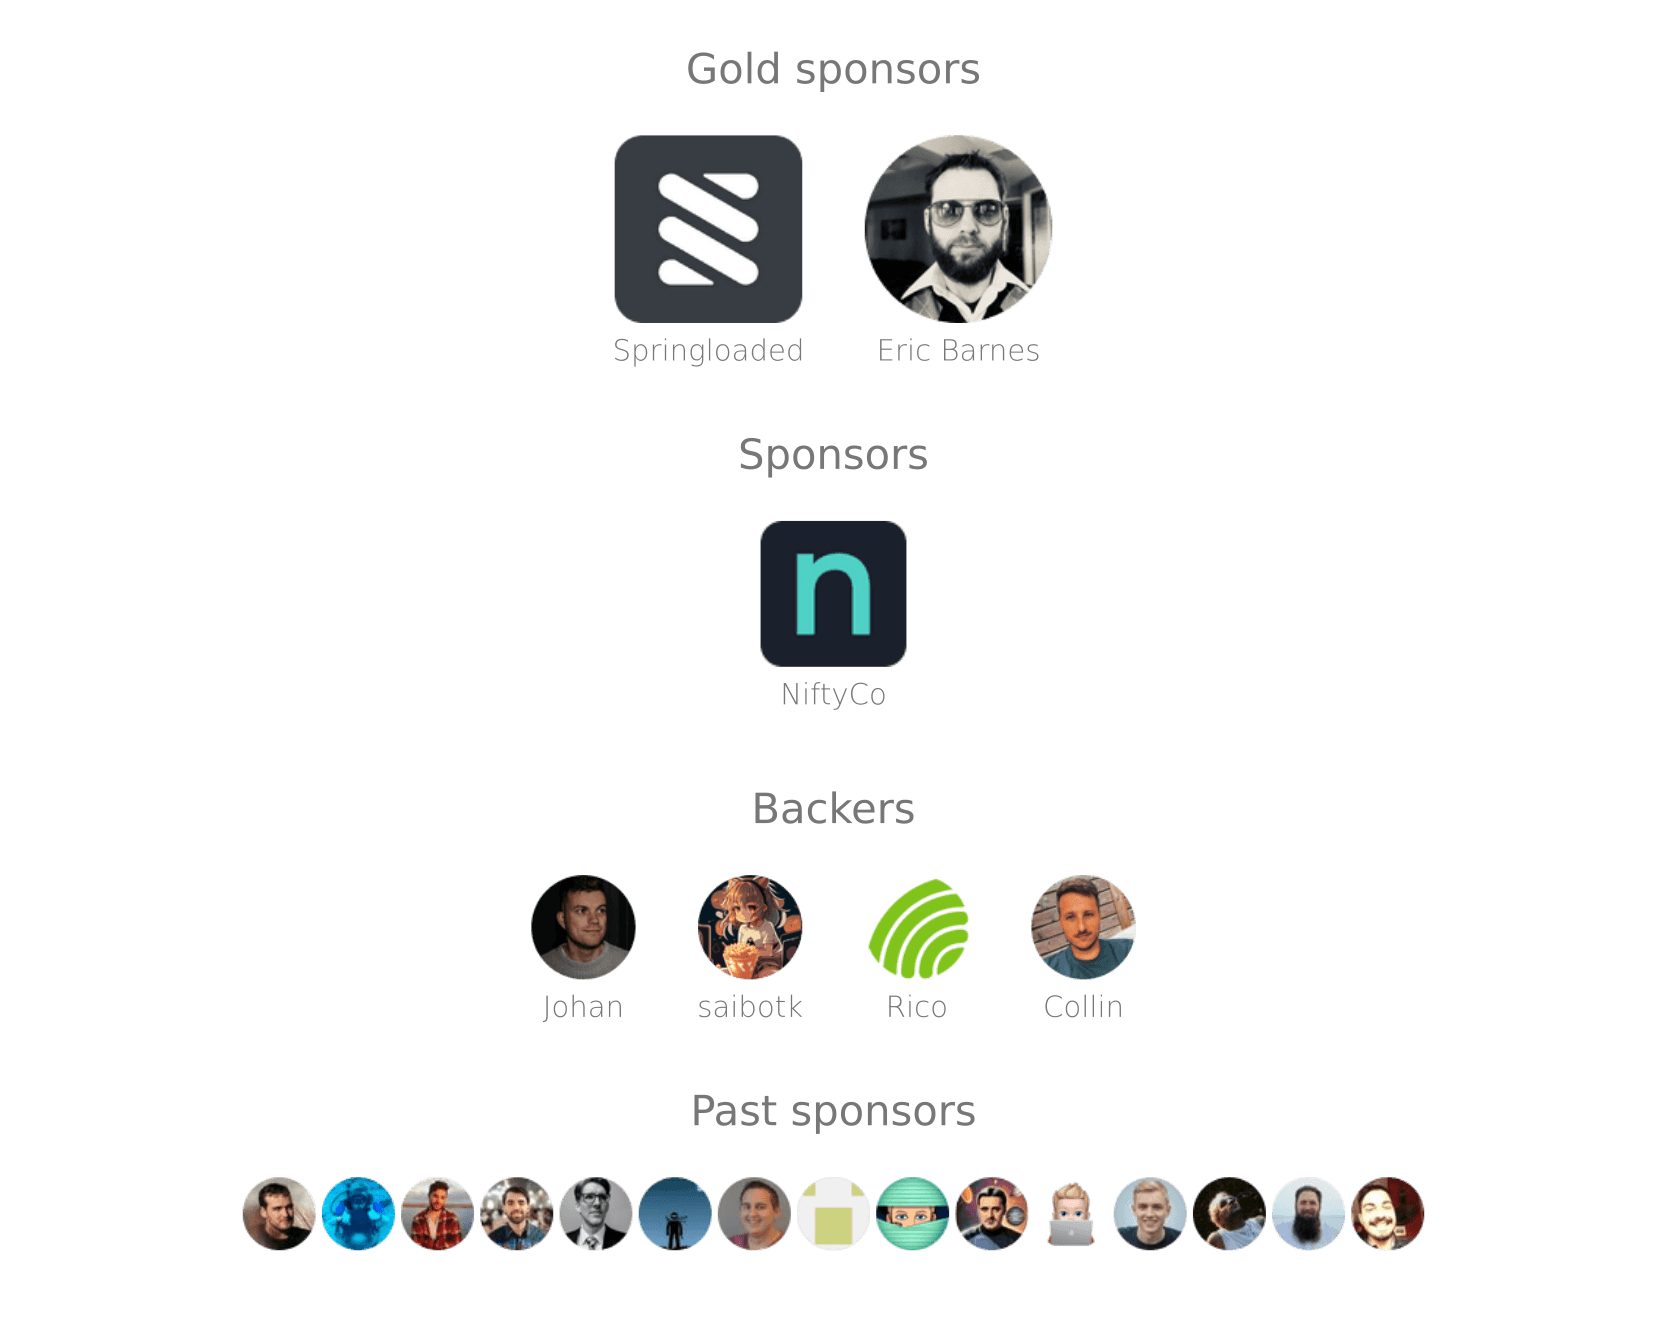 Gold sponsors
Springloaded
Eric Barnes
Sponsors
n
NiftyCo
Backers
Johan
saibotk
Rico
Collin
Past sponsors